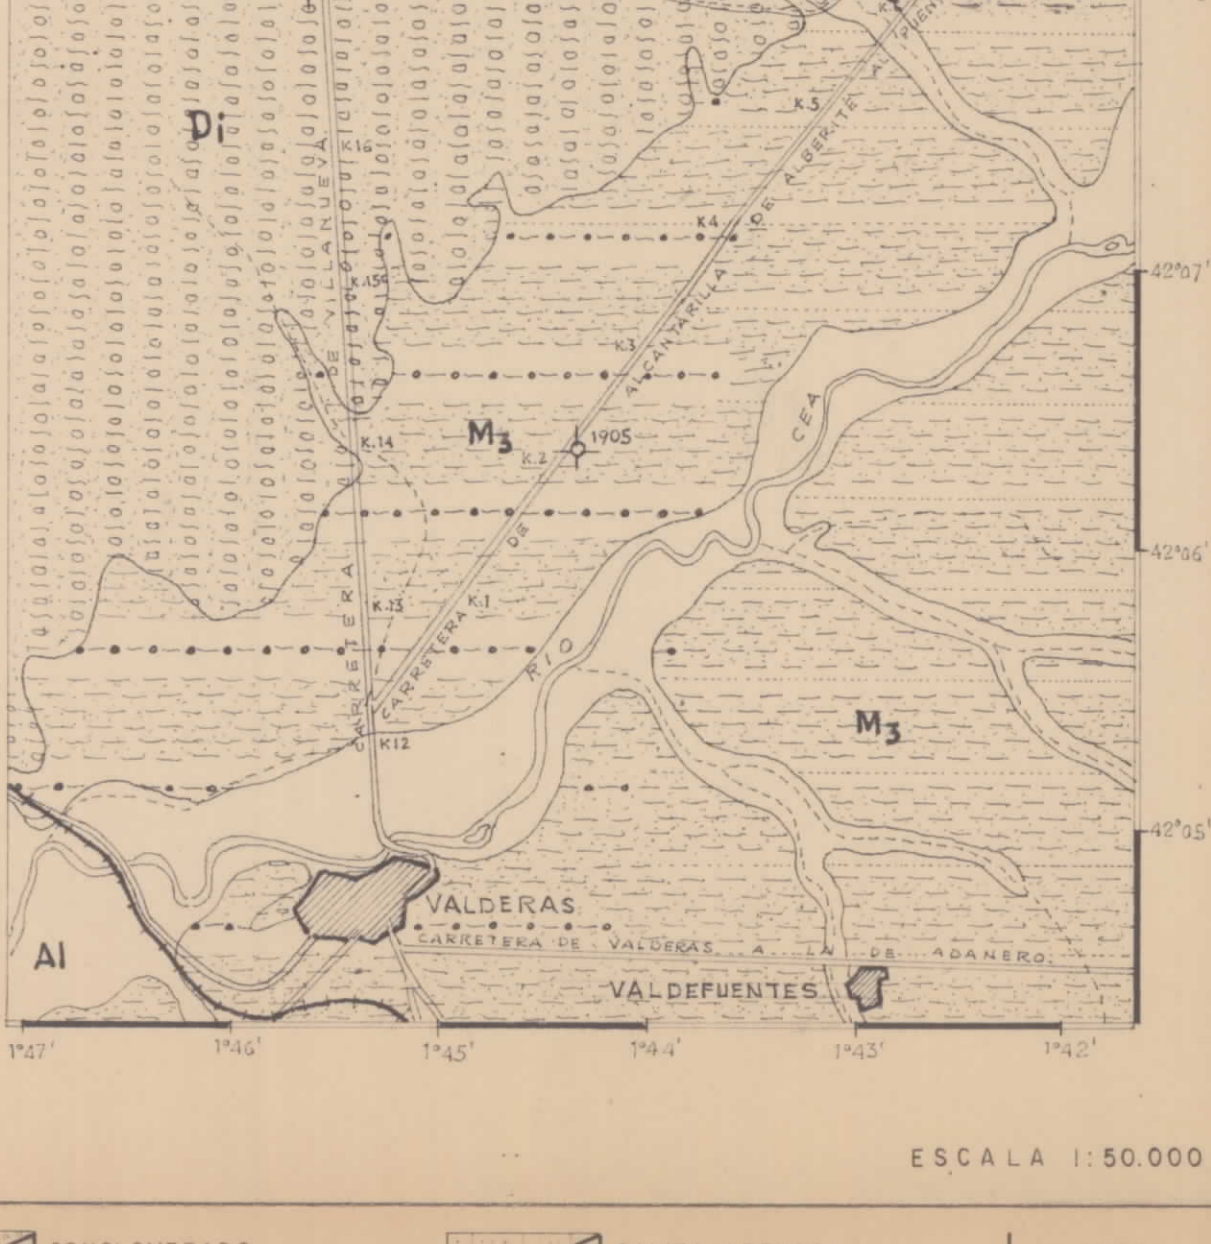 Di
K16
K.15
K.14
K.13
K12
K.5
K4
K.3
K.2
K.1
CARRETERA DE VILLANUEVA
CARRETERA DE ALCANTARILLA DE ALBERITE AL PUEN
M3
1905
RIO CEA
42°07'
42°06'
M3
42°05'
VALDERAS
CARRETERA DE VALDERAS A LA DE ADANERO.
Al
VALDEFUENTES
1°47' 1°46' 1°45' 1°44' 1°43' 1°42'
ESCALA 1:50.000